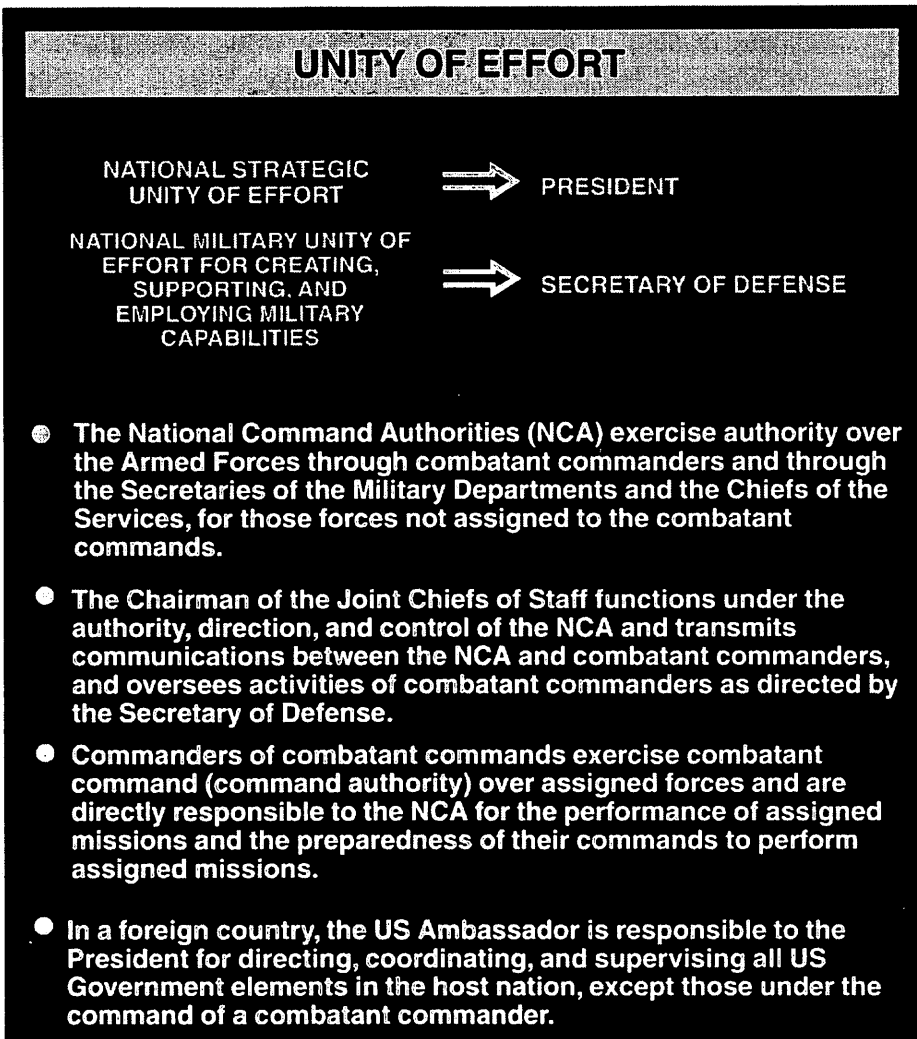 UNITY OF EFFORT
NATIONAL STRATEGIC
UNITY OF EFFORT
PRESIDENT
NATIONAL MILITARY UNITY OF
EFFORT FOR CREATING,
SUPPORTING, AND
EMPLOYING MILITARY
CAPABILITIES
SECRETARY OF DEFENSE
The National Command Authorities (NCA) exercise authority over
the Armed Forces through combatant commanders and through
the Secretaries of the Military Departments and the Chiefs of the
Services, for those forces not assigned to the combatant
commands.
The Chairman of the Joint Chiefs of Staff functions under the
authority, direction, and control of the NCA and transmits
communications between the NCA and combatant commanders,
and oversees activities of combatant commanders as directed by
the Secretary of Defense.
Commanders of combatant commands exercise combatant
command (command authority) over assigned forces and are
directly responsible to the NCA for the performance of assigned
missions and the preparedness of their commands to perform
assigned missions.
In a foreign country, the US Ambassador is responsible to the
President for directing, coordinating, and supervising all US
Government elements in the host nation, except those under the
command of a combatant commander.